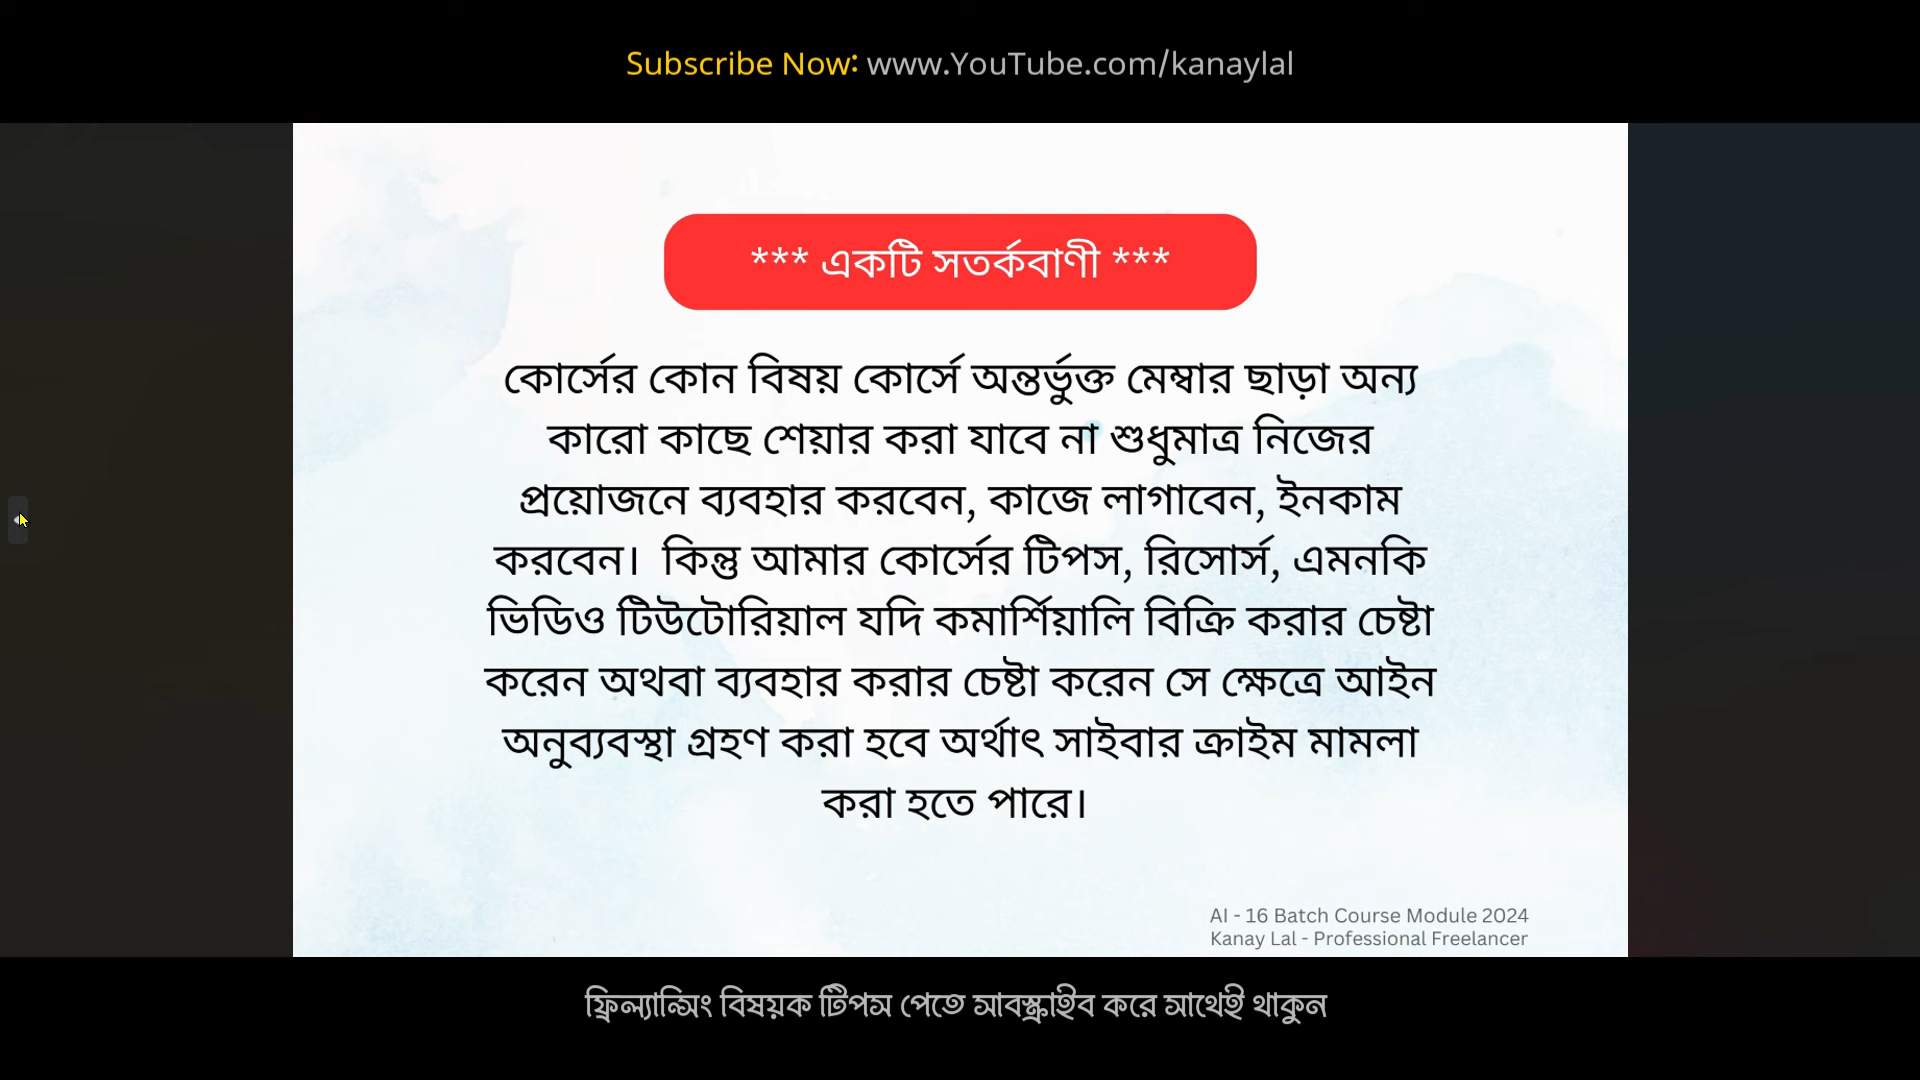 Subscribe Now: www.YouTube.com/kanaylal
*** একটি সতর্কবাণী ***
কোর্সের কোন বিষয় কোর্সে অন্তর্ভুক্ত মেম্বার ছাড়া অন্য
কারো কাছে শেয়ার করা যাবে না শুধুমাত্র নিজের
প্রয়োজনে ব্যবহার করবেন, কাজে লাগাবেন, ইনকাম
করবেন। কিন্তু আমার কোর্সের টিপস, রিসোর্স, এমনকি
ভিডিও টিউটোরিয়াল যদি কমার্শিয়ালি বিক্রি করার চেষ্টা
করেন অথবা ব্যবহার করার চেষ্টা করেন সে ক্ষেত্রে আইন
অনুব্যবস্থা গ্রহণ করা হবে অর্থাৎ সাইবার ক্রাইম মামলা
করা হতে পারে।
AI - 16 Batch Course Module 2024
Kanay Lal - Professional Freelancer
ফ্রিল্যান্সিং বিষয়ক টিপস পেতে সাবস্ক্রাইব করে সাথেই থাকুন